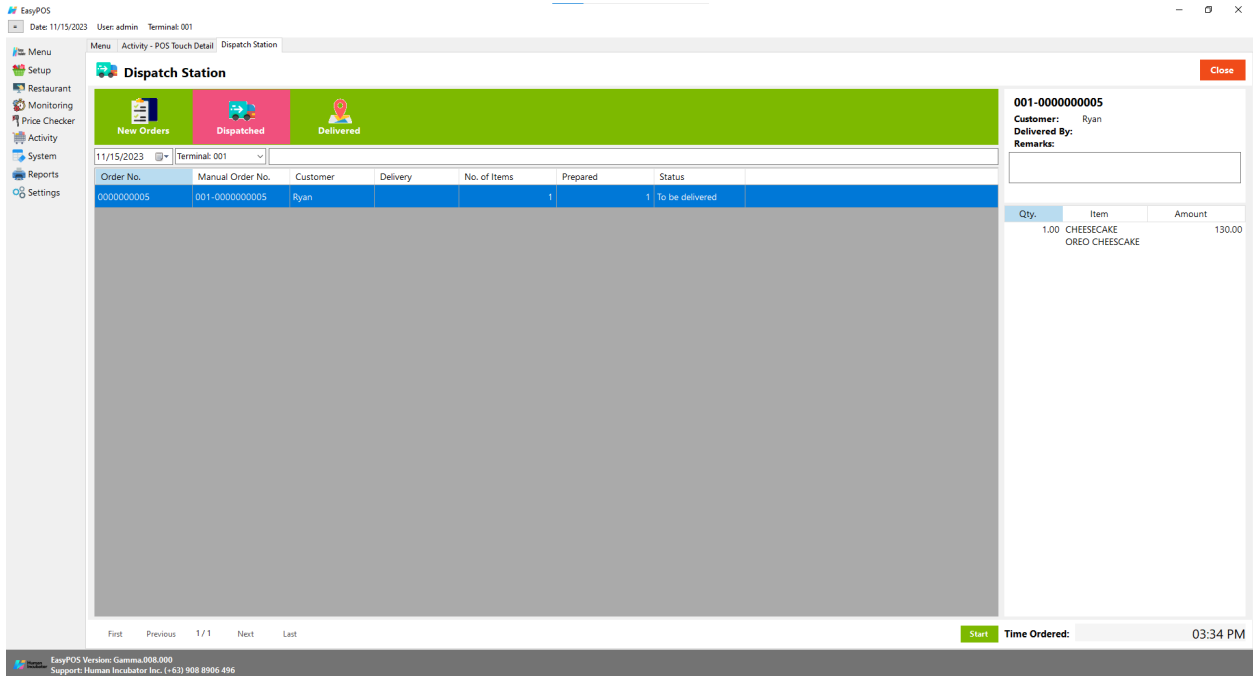 EasyPOS
Date: 11/15/2023 User: admin Terminal: 001
Menu
Setup
Restaurant
Monitoring
Price Checker
Activity
System
Reports
Settings
Menu Activity - POS Touch Detail Dispatch Station
Dispatch Station
Close
New Orders Dispatched Delivered
11/15/2023 Terminal: 001
Order No. Manual Order No. Customer Delivery No. of Items Prepared Status
0000000005 001-0000000005 Ryan 1 1 To be delivered
First Previous 1 / 1 Next Last
Start
001-0000000005
Customer: Ryan
Delivered By:
Remarks:
Qty. Item Amount
1.00 CHEESECAKE 130.00
OREO CHEESCAKE
Time Ordered: 03:34 PM
Human Incubator
EasyPOS Version: Gamma.008.000
Support: Human Incubator Inc. (+63) 908 8906 496